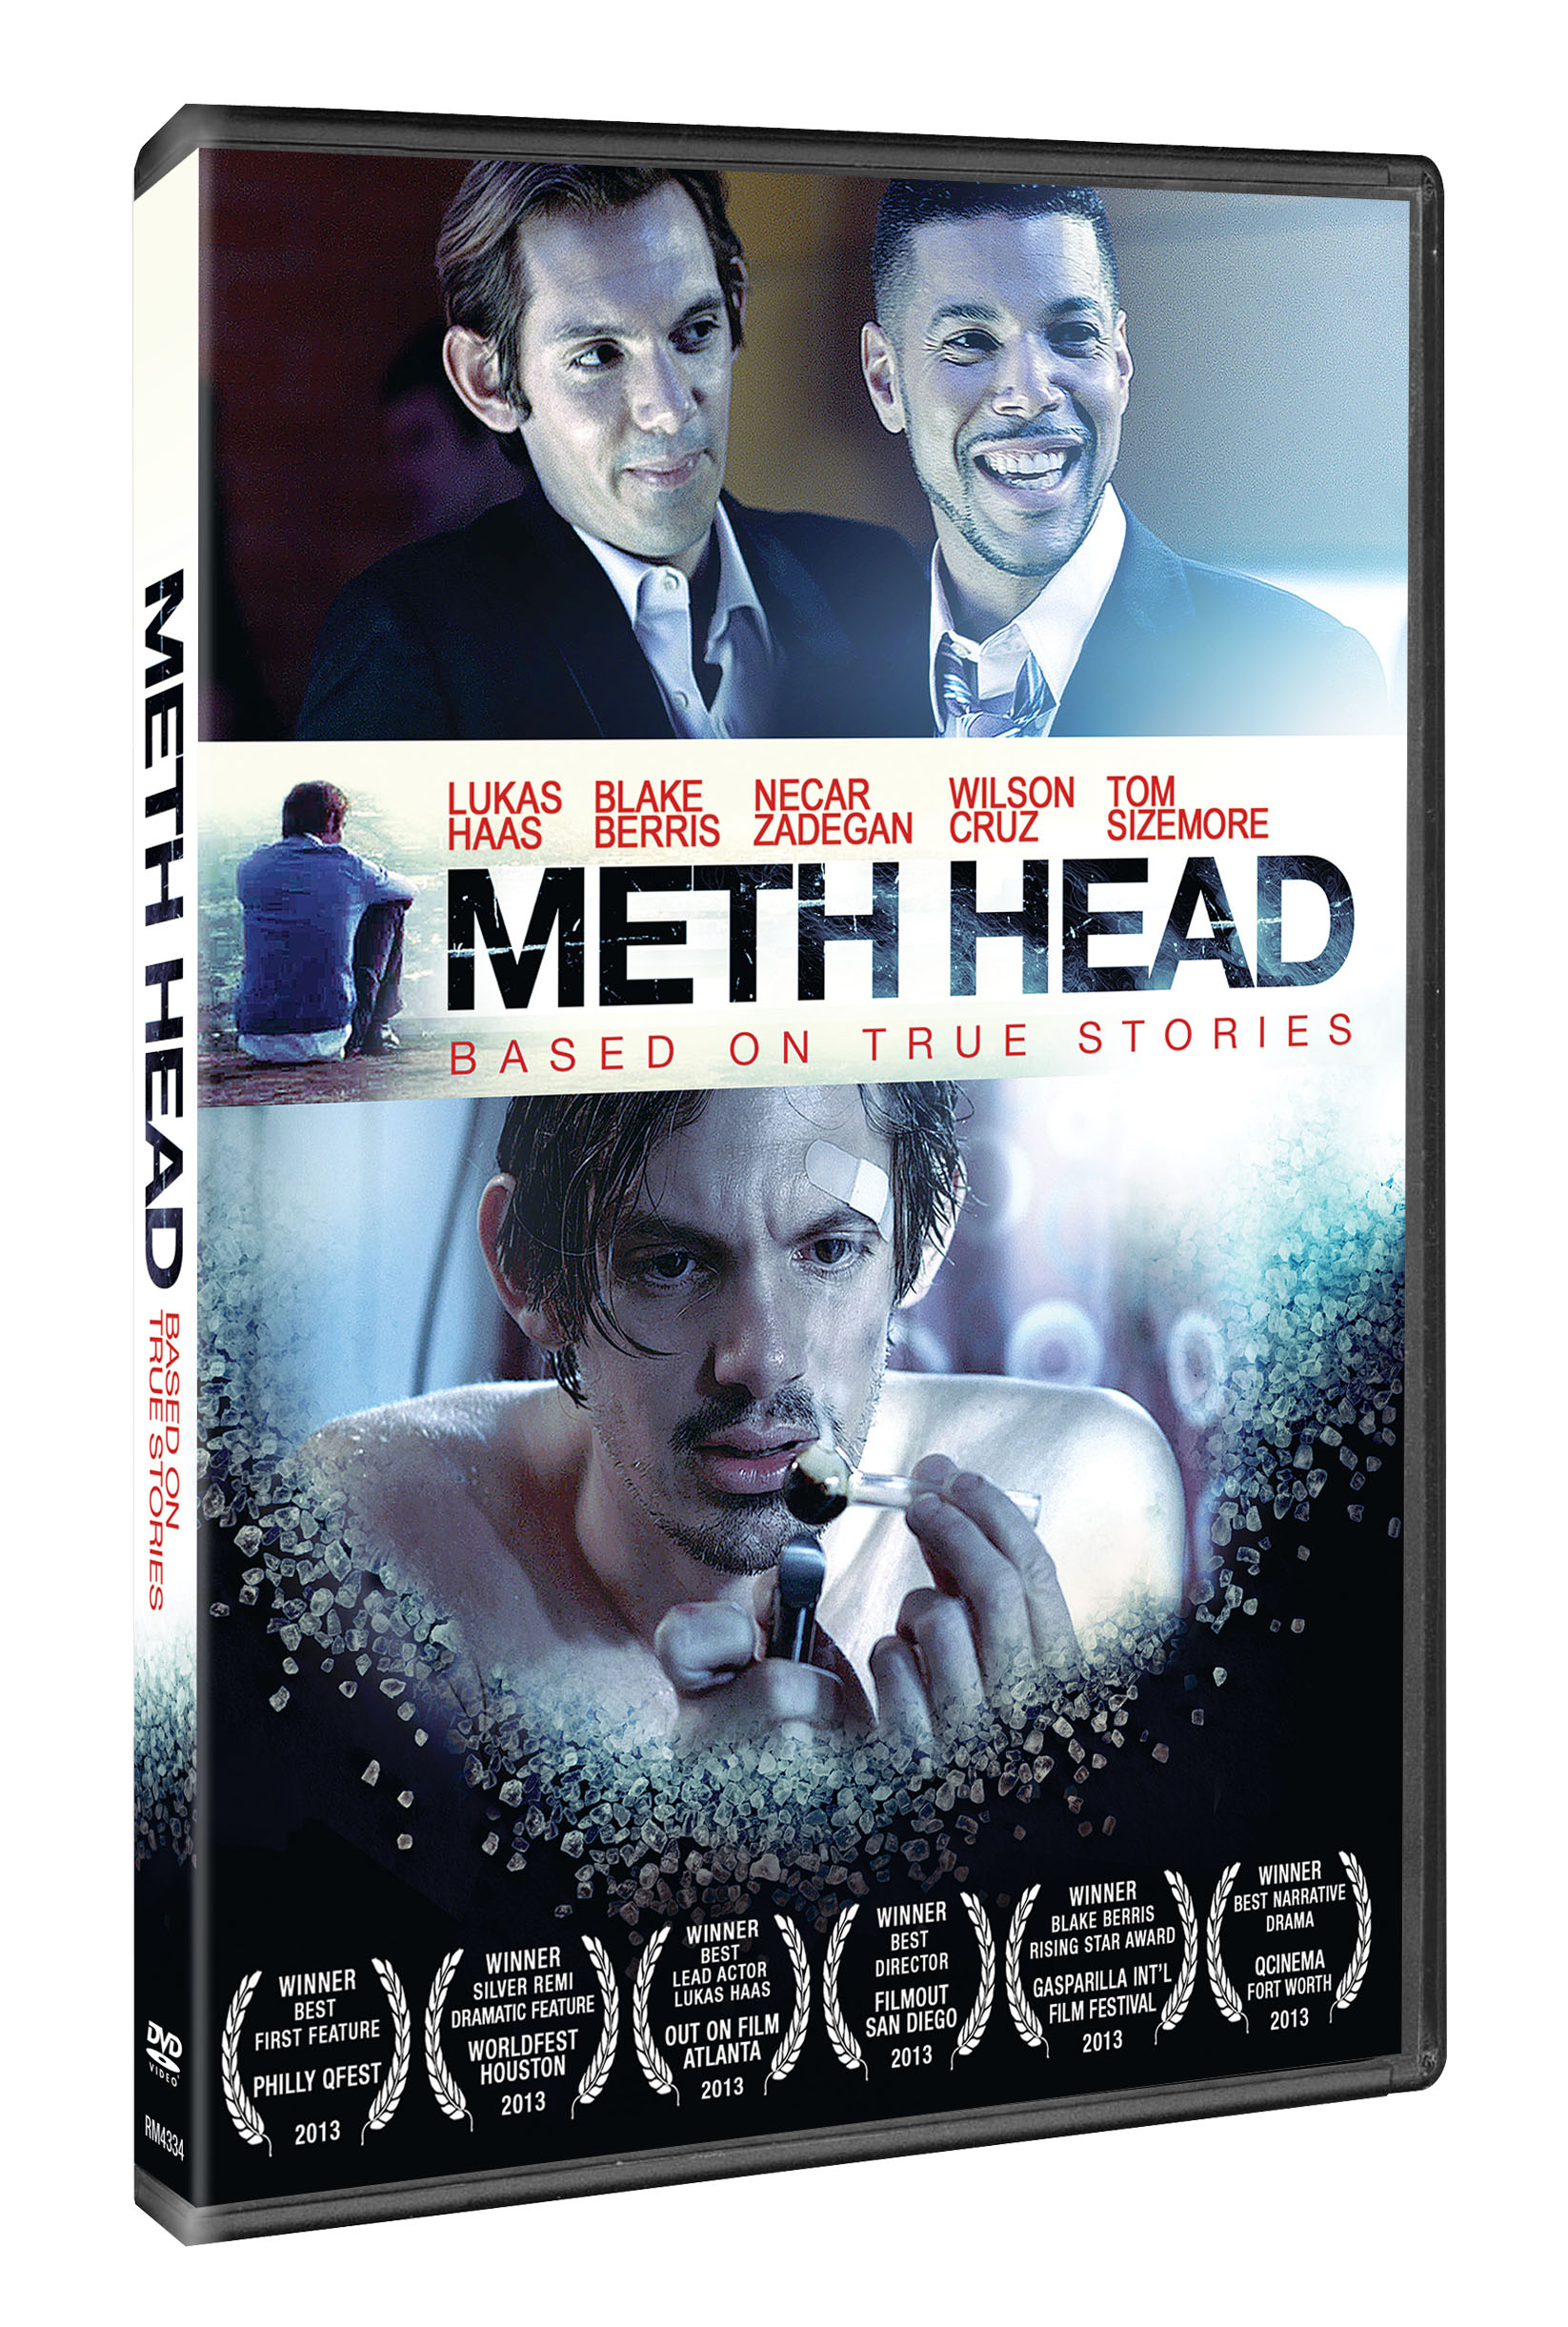 LUKAS HAAS
BLAKE BERRIS
NECAR ZADEGAN
WILSON CRUZ
TOM SIZEMORE
METH HEAD
BASED ON TRUE STORIES
WINNER
BEST
FIRST FEATURE
PHILLY QFEST
2013
WINNER
SILVER REMI
DRAMATIC FEATURE
WORLDFEST
HOUSTON
2013
WINNER
BEST
LEAD ACTOR
LUKAS HAAS
OUT ON FILM
ATLANTA
2013
WINNER
BEST
DIRECTOR
FILMOUT
SAN DIEGO
2013
WINNER
BLAKE BERRIS
RISING STAR AWARD
GASPARILLA INT'L
FILM FESTIVAL
2013
WINNER
BEST NARRATIVE
DRAMA
QCINEMA
FORT WORTH
2013
METH HEAD
BASED ON
TRUE STORIES
DVD
VIDEO
RM4334